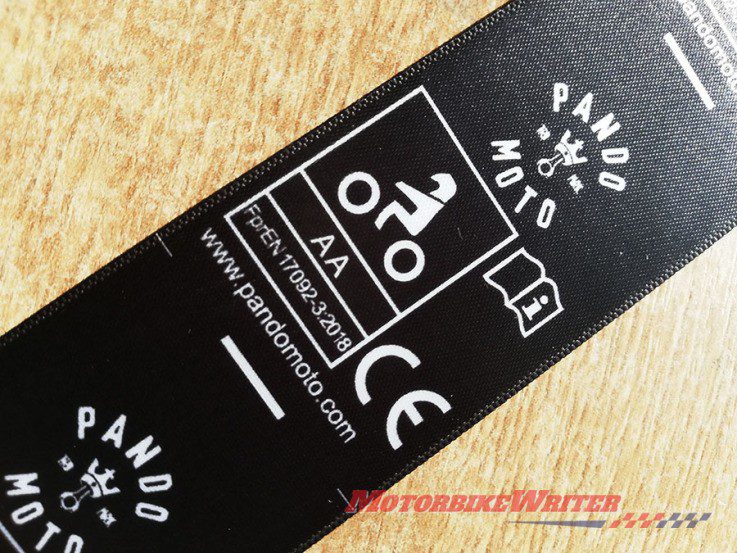 PANDO
MOTO
AA
FprEN 17092-3:2018
www.pandomoto.com
CE
i
PANDO
MOTO
MOTORBIKEWRITER